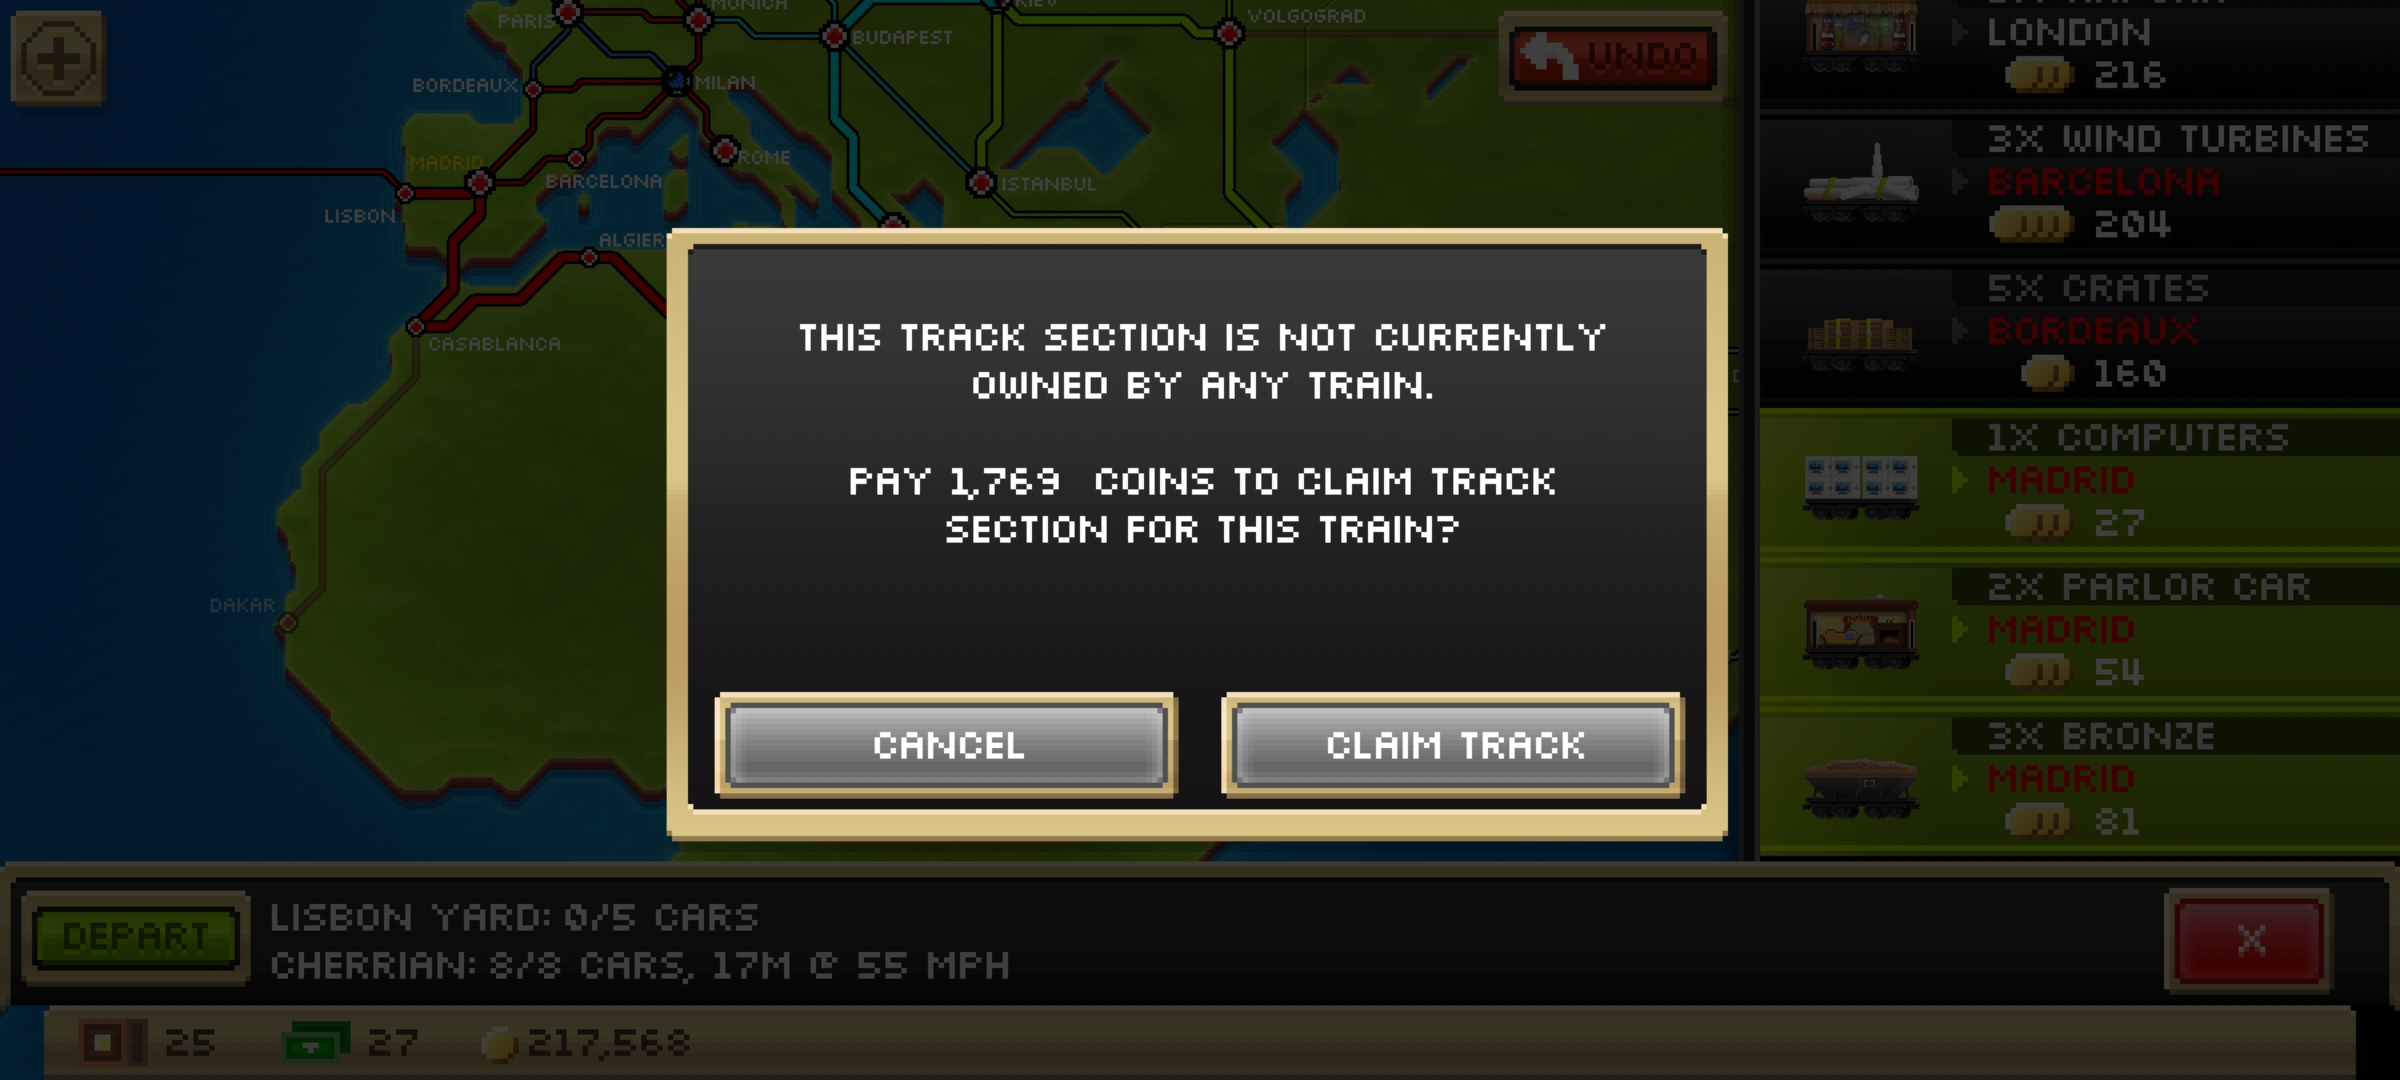 PARIS
MUNICH
KIEV
VOLGOGRAD
BUDAPEST
UNDO
BORDEAUX
MILAN
MADRID
ROME
BARCELONA
ISTANBUL
LISBON
ALGIER
CASABLANCA
DAKAR
THIS TRACK SECTION IS NOT CURRENTLY
OWNED BY ANY TRAIN.
PAY 1,769 COINS TO CLAIM TRACK
SECTION FOR THIS TRAIN?
CANCEL
CLAIM TRACK
LONDON
216
3X WIND TURBINES
BARCELONA
204
5X CRATES
BORDEAUX
160
1X COMPUTERS
MADRID
27
2X PARLOR CAR
MADRID
54
3X BRONZE
MADRID
81
DEPART
LISBON YARD: 0/5 CARS
CHERRIAN: 8/8 CARS, 17M @ 55 MPH
X
25
27
217,568